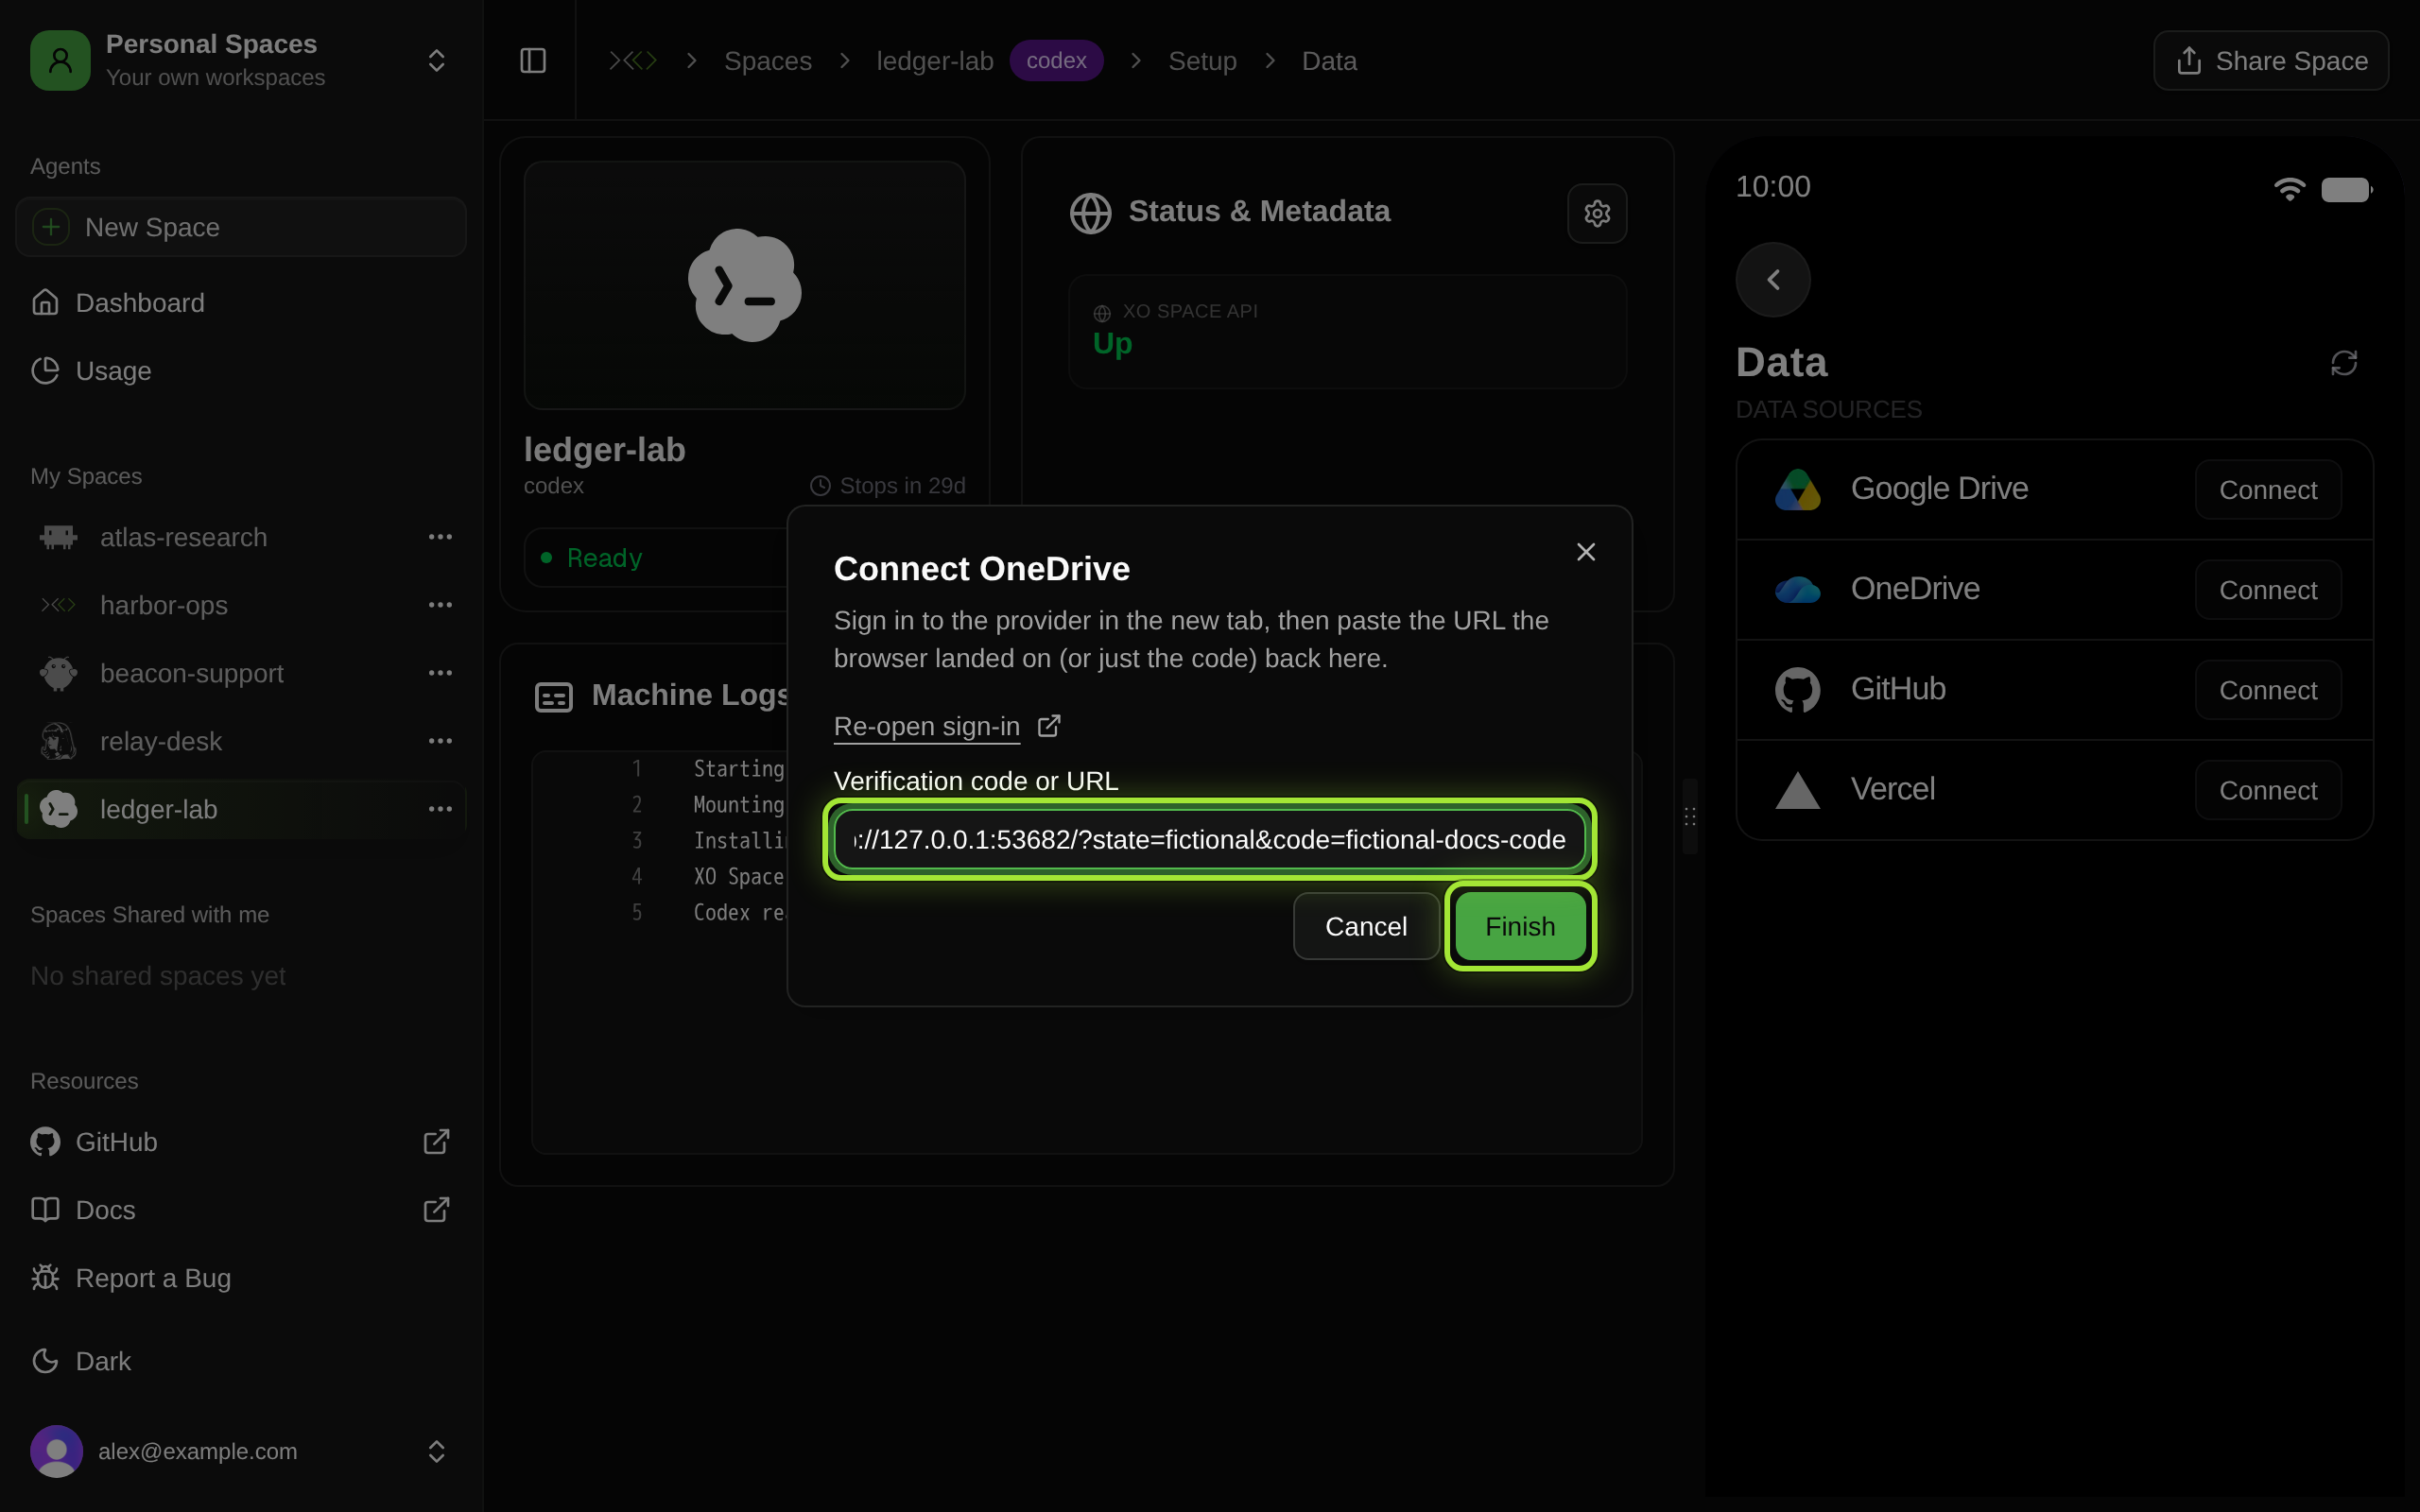 Personal Spaces
Your own workspaces
Agents
New Space
Dashboard
Usage
My Spaces
atlas-research
harbor-ops
beacon-support
relay-desk
ledger-lab
Spaces Shared with me
No shared spaces yet
Resources
GitHub
Docs
Report a Bug
Dark
alex@example.com
Spaces
ledger-lab
codex
Setup
Data
Share Space
ledger-lab
codex
Stops in 29d
Ready
Status & Metadata
XO SPACE API
Up
Machine Logs
1 Starting
2 Mounting
3
4 XO Space
5 Codex
Connect OneDrive
Sign in to the provider in the new tab, then paste the URL the
browser landed on (or just the code) back here.
Re-open sign-in
Verification code or URL
://127.0.0.1:53682/?state=fictional&code=fictional-docs-code
Cancel
Finish
10:00
Data
DATA SOURCES
Google Drive
Connect
OneDrive
Connect
GitHub
Connect
Vercel
Connect